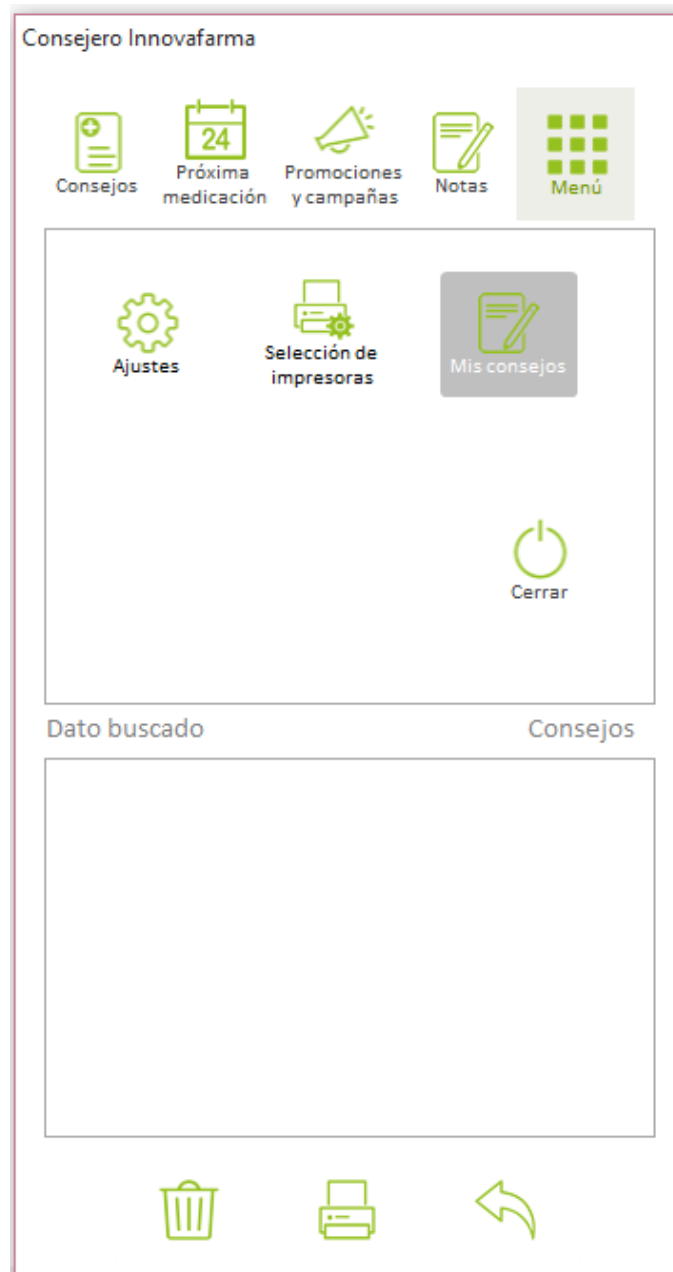 Consejero Innovafarma
24
Consejos
Próxima
medicación
Promociones
y campañas
Notas
Menú
Ajustes
Selección de
impresoras
Mis consejos
Cerrar
Dato buscado
Consejos